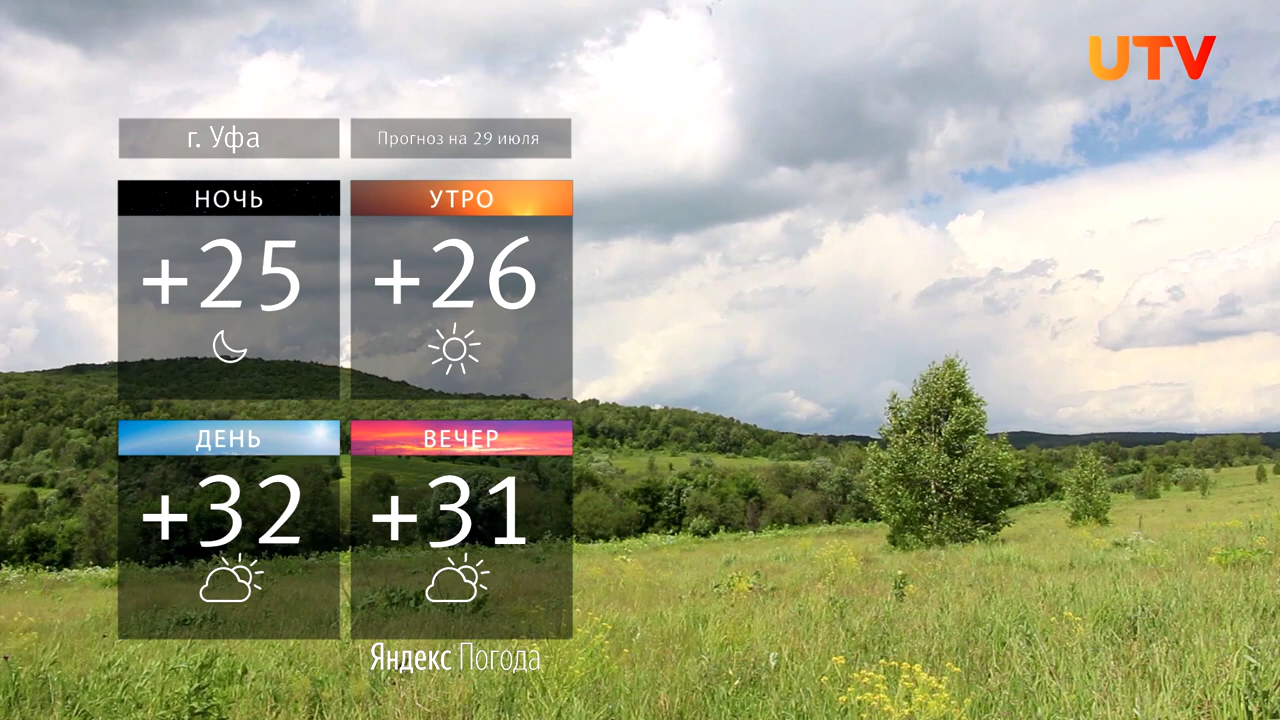 UTV
г. Уфа
Прогноз на 29 июля
НОЧЬ
УТРО
+25
+26
ДЕНЬ
ВЕЧЕР
+32
+31
Яндекс Погода